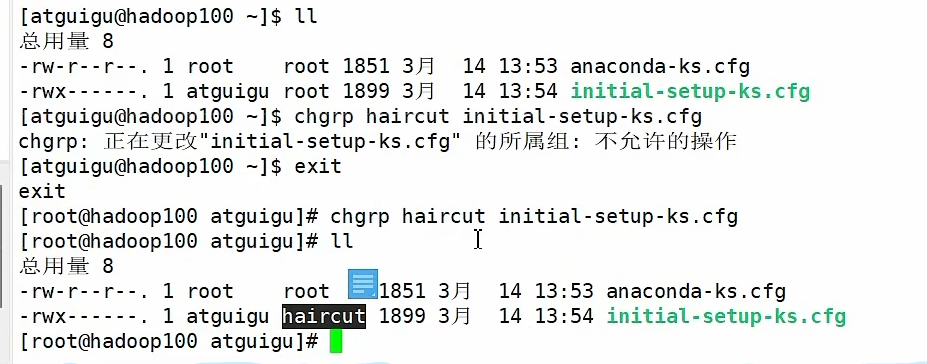 [atguigu@hadoop100 ~]$ ll
总用量 8
-rw-r--r--. 1 root    root 1851 3月  14 13:53 anaconda-ks.cfg
-rwx------. 1 atguigu root 1899 3月  14 13:54 initial-setup-ks.cfg
[atguigu@hadoop100 ~]$ chgrp haircut initial-setup-ks.cfg
chgrp: 正在更改"initial-setup-ks.cfg" 的所属组: 不允许的操作
[atguigu@hadoop100 ~]$ exit
exit
[root@hadoop100 atguigu]# chgrp haircut initial-setup-ks.cfg
[root@hadoop100 atguigu]# ll
总用量 8
-rw-r--r--. 1 root    root    1851 3月  14 13:53 anaconda-ks.cfg
-rwx------. 1 atguigu haircut 1899 3月  14 13:54 initial-setup-ks.cfg
[root@hadoop100 atguigu]#